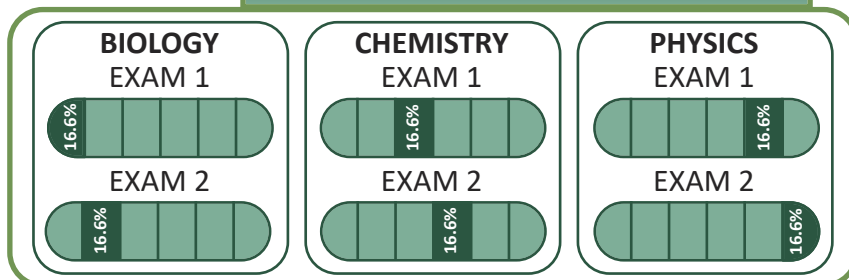 BIOLOGY
EXAM 1
16.6%
EXAM 2
16.6%
CHEMISTRY
EXAM 1
16.6%
EXAM 2
16.6%
PHYSICS
EXAM 1
16.6%
EXAM 2
16.6%